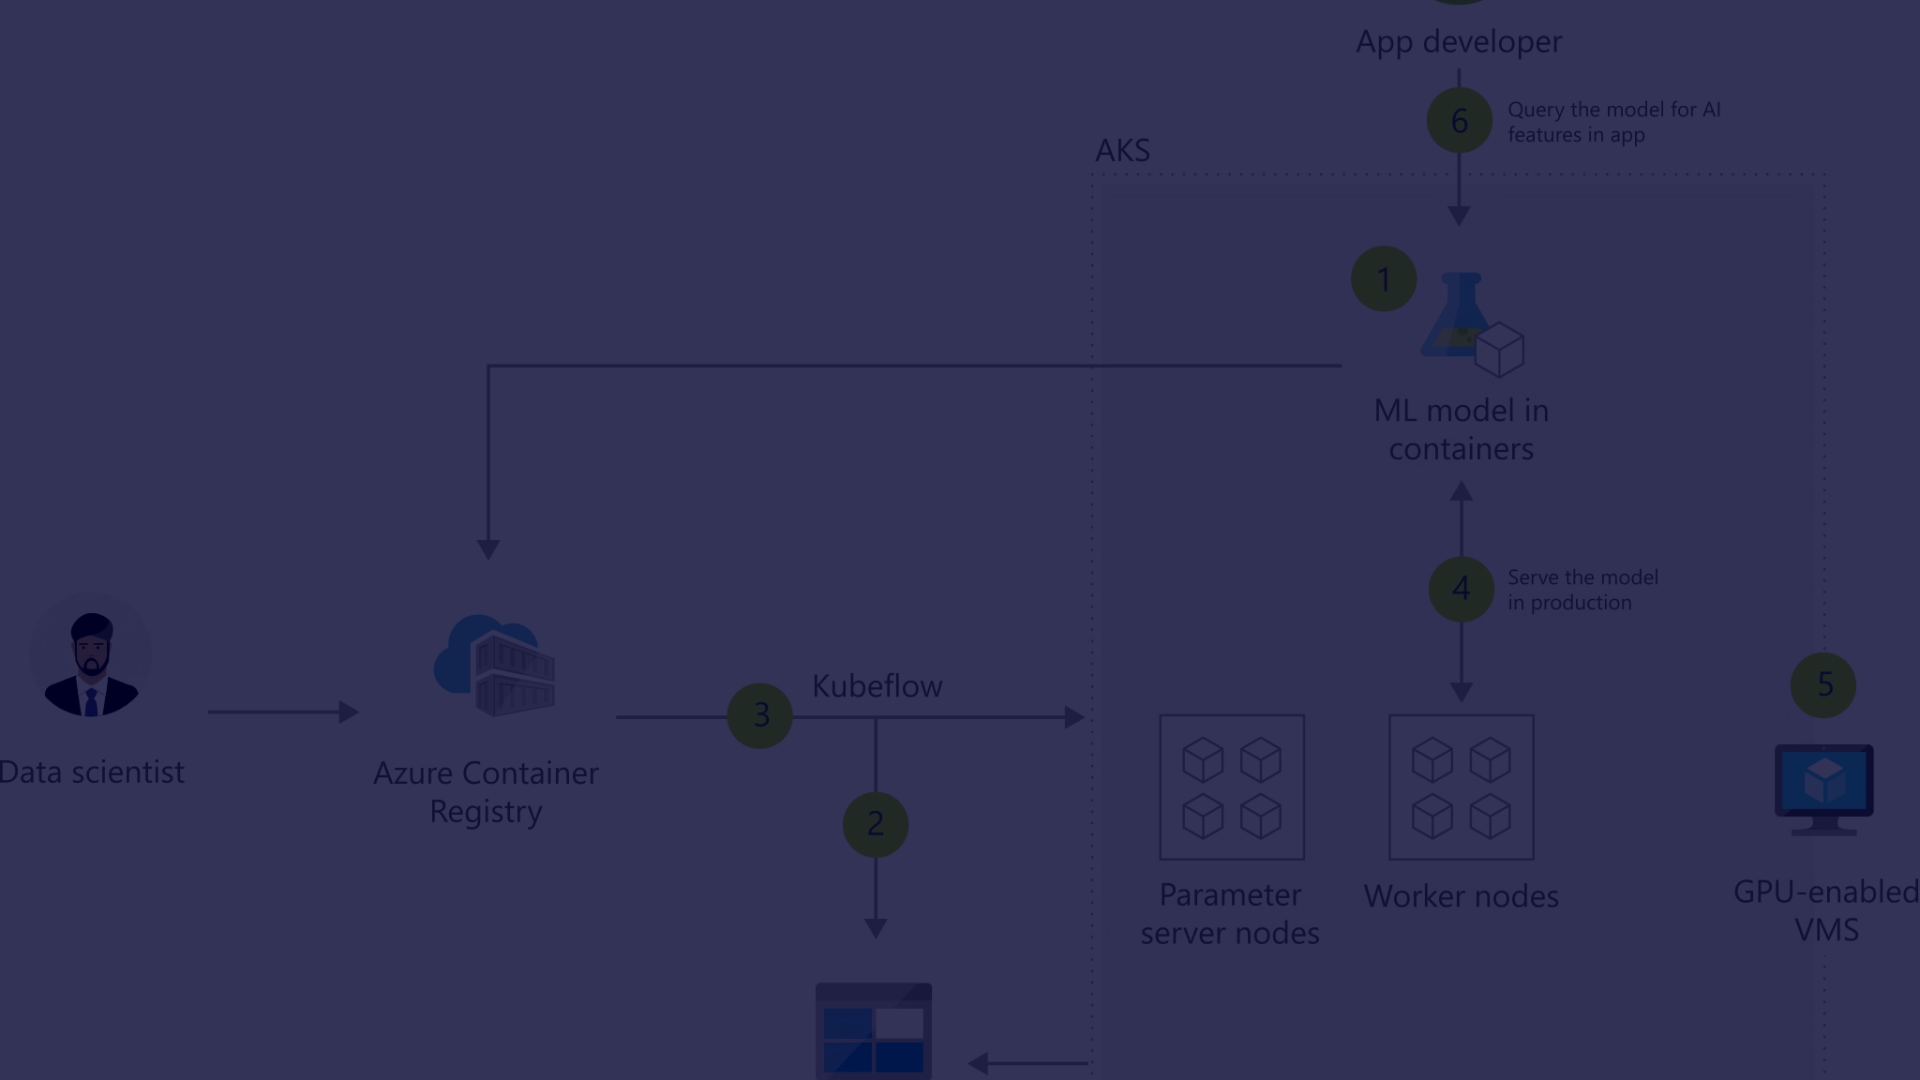 App developer
6
Query the model for AI
features in app
AKS
1
ML model in
containers
4
Serve the model
in production
5
Kubeflow
3
Data scientist
Azure Container
Registry
2
Parameter
server nodes
Worker nodes
GPU-enabled
VMS